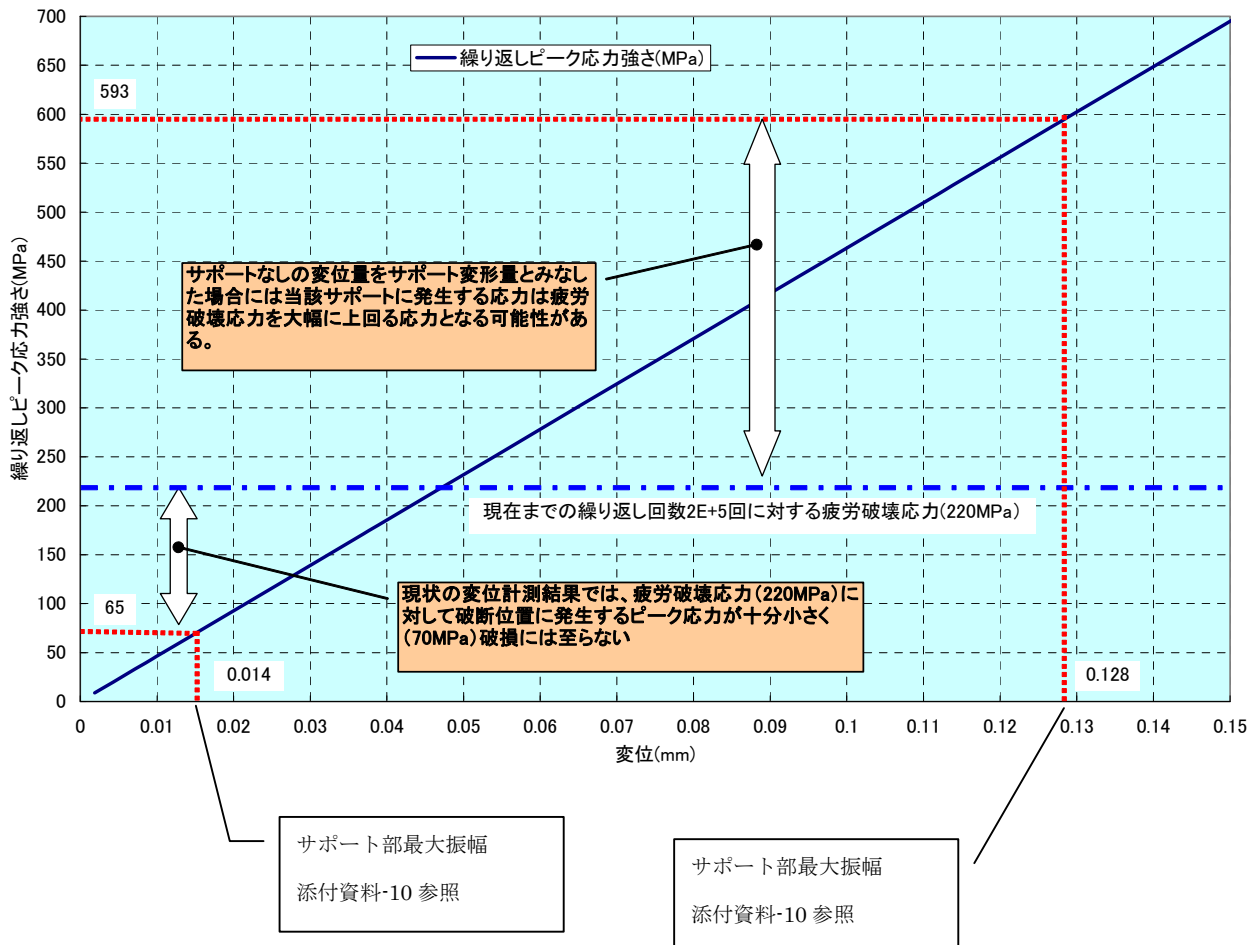 700
650
600
550
500
450
400
350
300
250
200
150
100
50
0
繰り返しピーク応力強さ(MPa)
繰り返しピーク応力強さ(MPa)
593
サポートなしの変位量をサポート変形量とみなし
た場合には当該サポートに発生する応力は疲労
破壊応力を大幅に上回る応力となる可能性があ
る。
現在までの繰り返し回数2E+5回に対する疲労破壊応力(220MPa)
現状の変位計測結果では、疲労破壊応力(220MPa)に
対して破断位置に発生するピーク応力が十分小さく
(70MPa)破損には至らない
65
0.014
0.128
0 0.01 0.02 0.03 0.04 0.05 0.06 0.07 0.08 0.09 0.1 0.11 0.12 0.13 0.14 0.15
変位(mm)
サポート部最大振幅
添付資料-10 参照
サポート部最大振幅
添付資料-10 参照